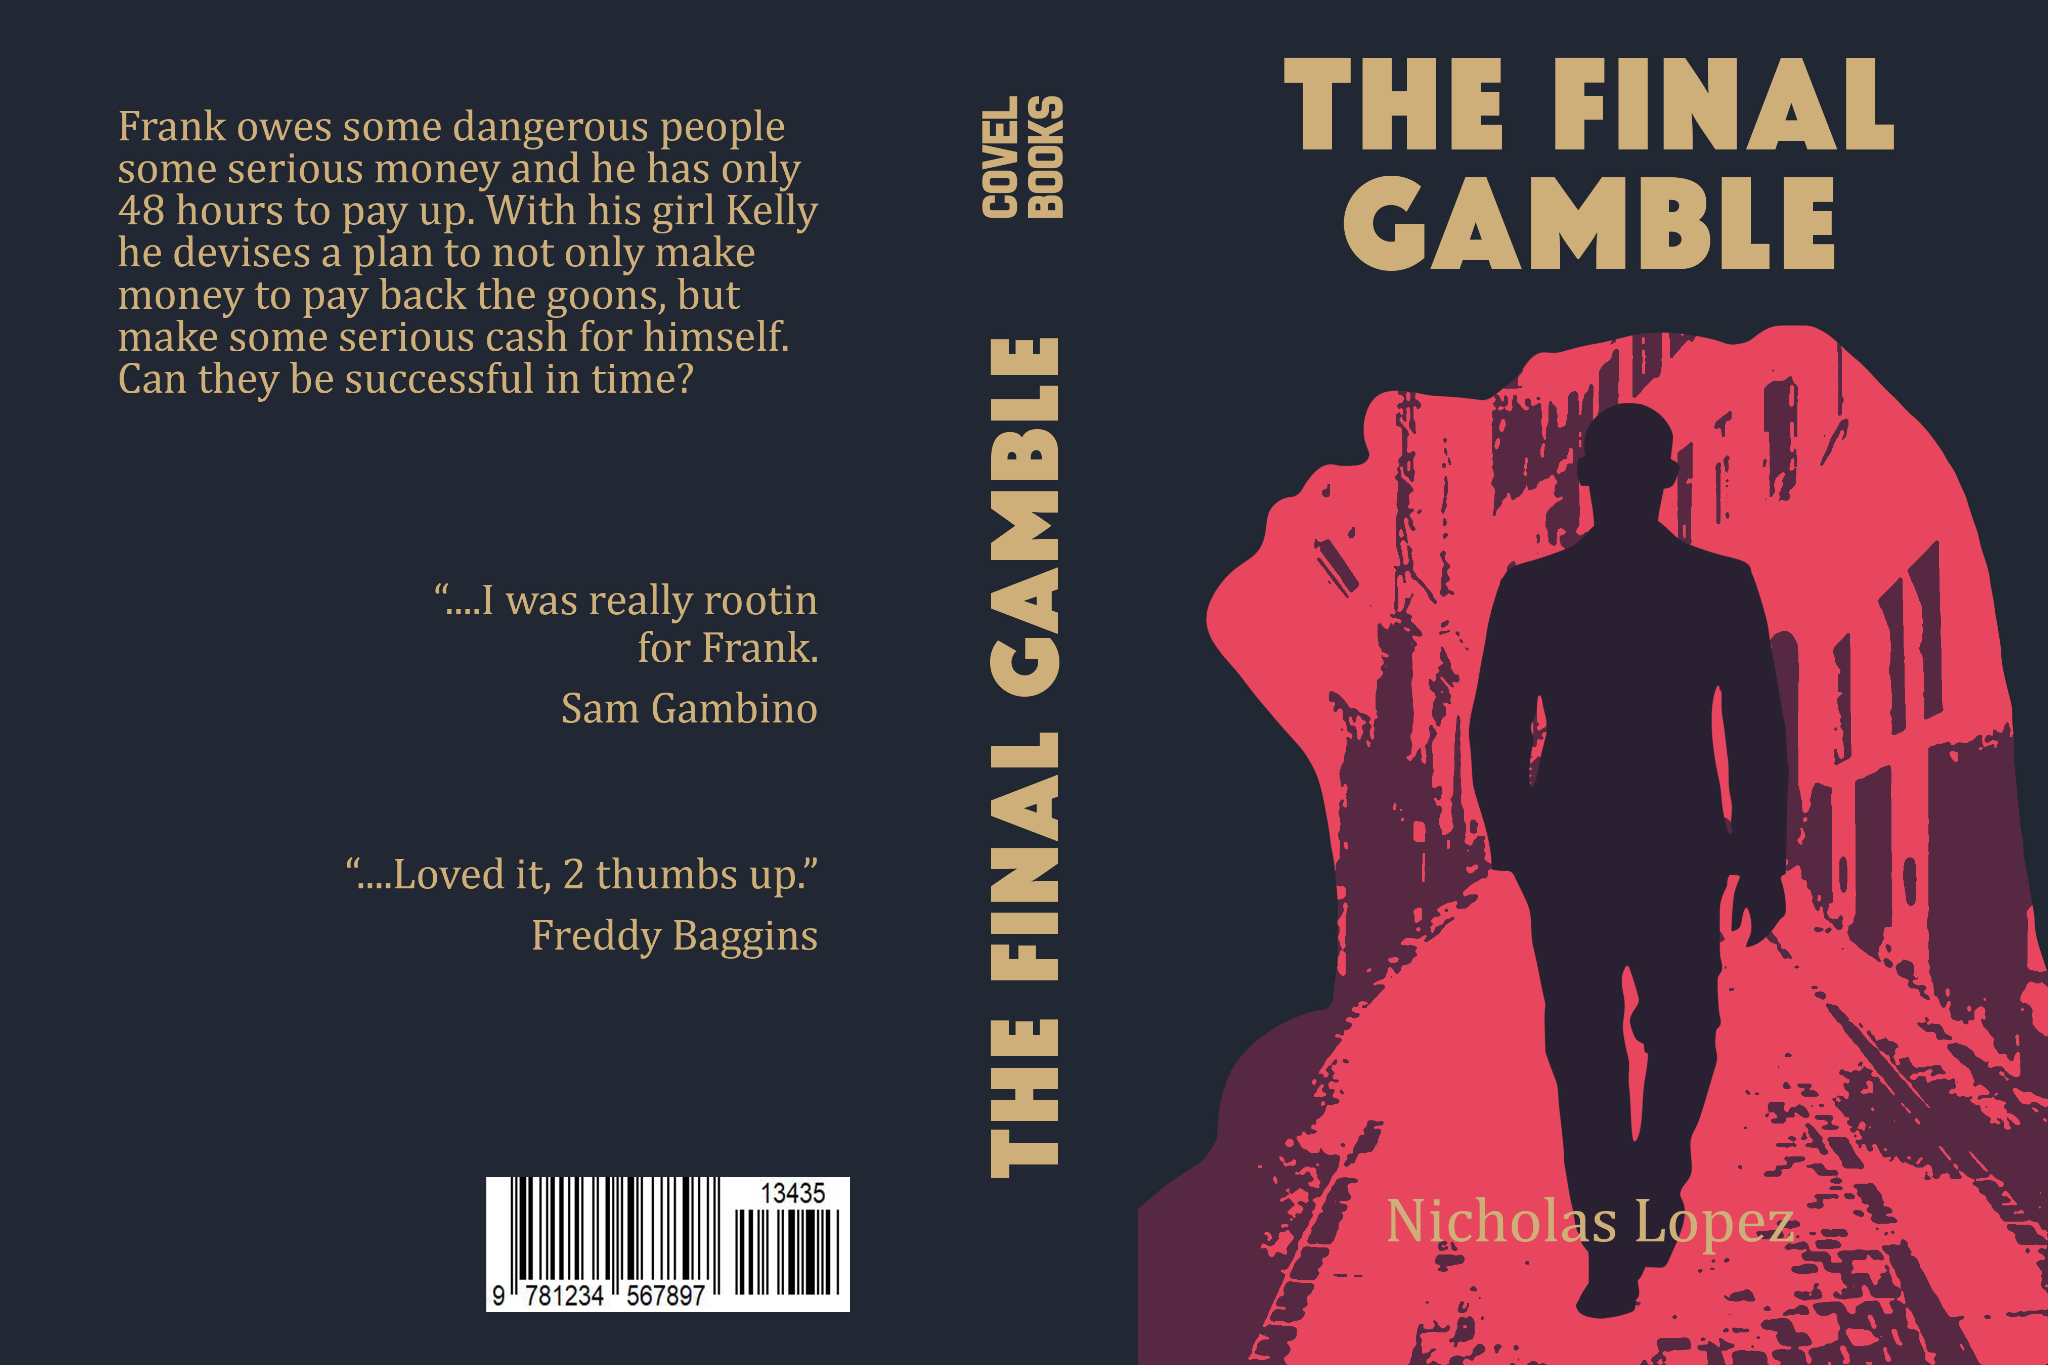 Frank owes some dangerous people
some serious money and he has only
48 hours to pay up. With his girl Kelly
he devises a plan to not only make
money to pay back the goons, but
make some serious cash for himself.
Can they be successful in time?
“....I was really rootin
for Frank.
Sam Gambino
“....Loved it, 2 thumbs up.”
Freddy Baggins
13435
9 781234 567897
COVEL
BOOKS
THE FINAL GAMBLE
THE FINAL
GAMBLE
Nicholas Lopez